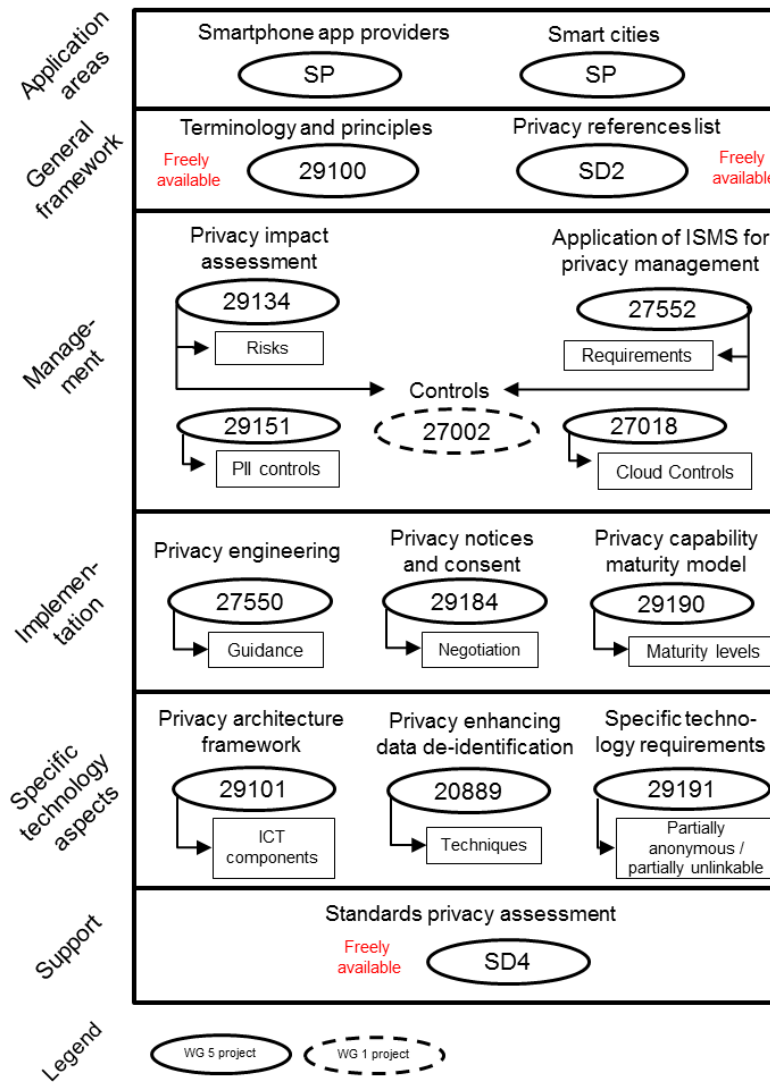 Application
areas
Smartphone app providers
SP
Smart cities
SP
General
framework
Terminology and principles
Freely
available
29100
Privacy references list
SD2
Freely
available
Manage-
ment
Privacy impact
assessment
29134
Risks
Application of ISMS for
privacy management
27552
Requirements
Controls
27002
29151
PII controls
27018
Cloud Controls
Implemen-
tation
Privacy engineering
27550
Guidance
Privacy notices
and consent
29184
Negotiation
Privacy capability
maturity model
29190
Maturity levels
Specific
technology
aspects
Privacy architecture
framework
29101
ICT
components
Privacy enhancing
data de-identification
20889
Techniques
Specific techno-
logy requirements
29191
Partially
anonymous /
partially unlinkable
Support
Standards privacy assessment
Freely
available
SD4
Legend
WG 5 project
WG 1 project